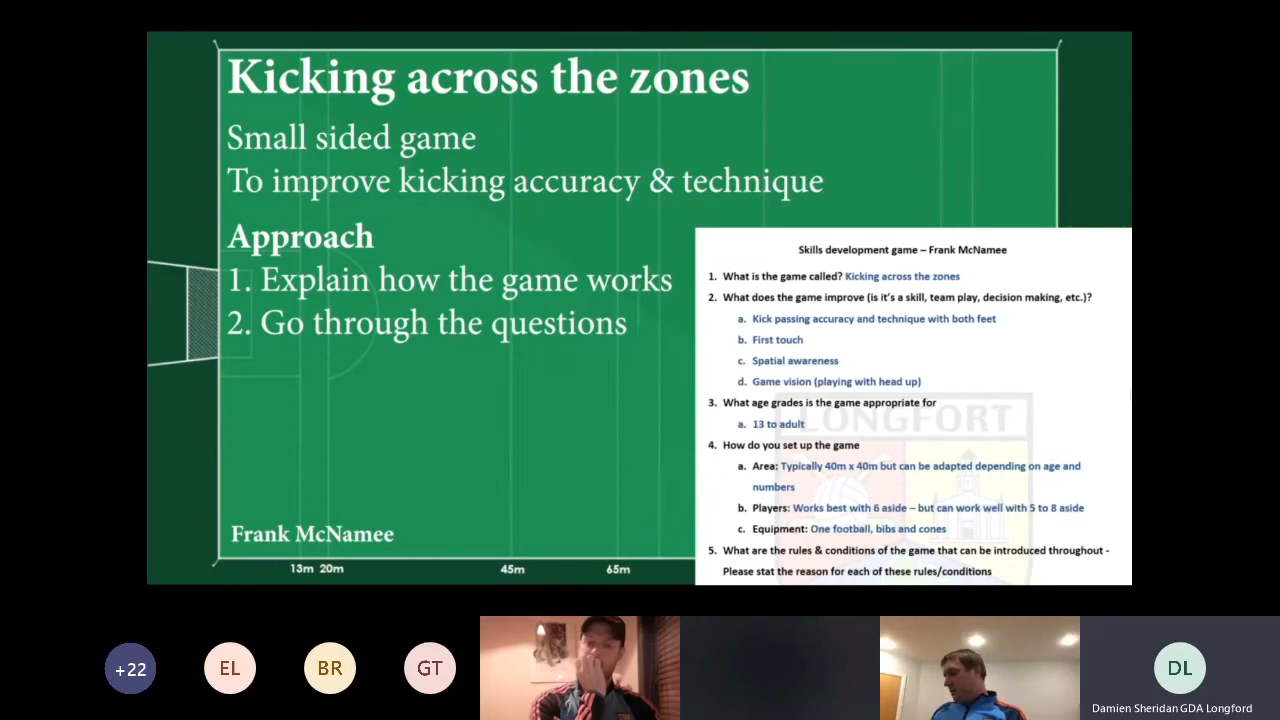 Kicking across the zones
Small sided game
To improve kicking accuracy & technique
Approach
1. Explain how the game works
2. Go through the questions
Frank McNamee
13m 20m
45m
65m
Skills development game – Frank McNamee
1. What is the game called? Kicking across the zones
2. What does the game improve (is it's a skill, team play, decision making, etc.)?
a. Kick passing accuracy and technique with both feet
b. First touch
c. Spatial awareness
d. Game vision (playing with head up)
3. What age grades is the game appropriate for
a. 13 to adult
4. How do you set up the game
a. Area: Typically 40m x 40m but can be adapted depending on age and
numbers
b. Players: Works best with 6 aside – but can work well with 5 to 8 aside
c. Equipment: One football, bibs and cones
5. What are the rules & conditions of the game that can be introduced throughout -
Please stat the reason for each of these rules/conditions
LONGFORT
+22
EL
BR
GT
DL
Damien Sheridan GDA Longford